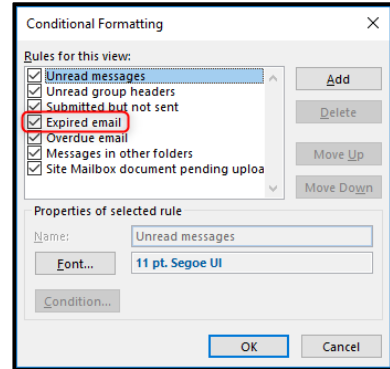 Conditional Formatting
Rules for this view:
Unread messages
Unread group headers
Submitted but not sent
Expired email
Overdue email
Messages in other folders
Site Mailbox document pending uploa
Add
Delete
Move Up
Move Down
Properties of selected rule
Name:
Unread messages
Font...
11 pt. Segoe UI
Condition...
OK
Cancel